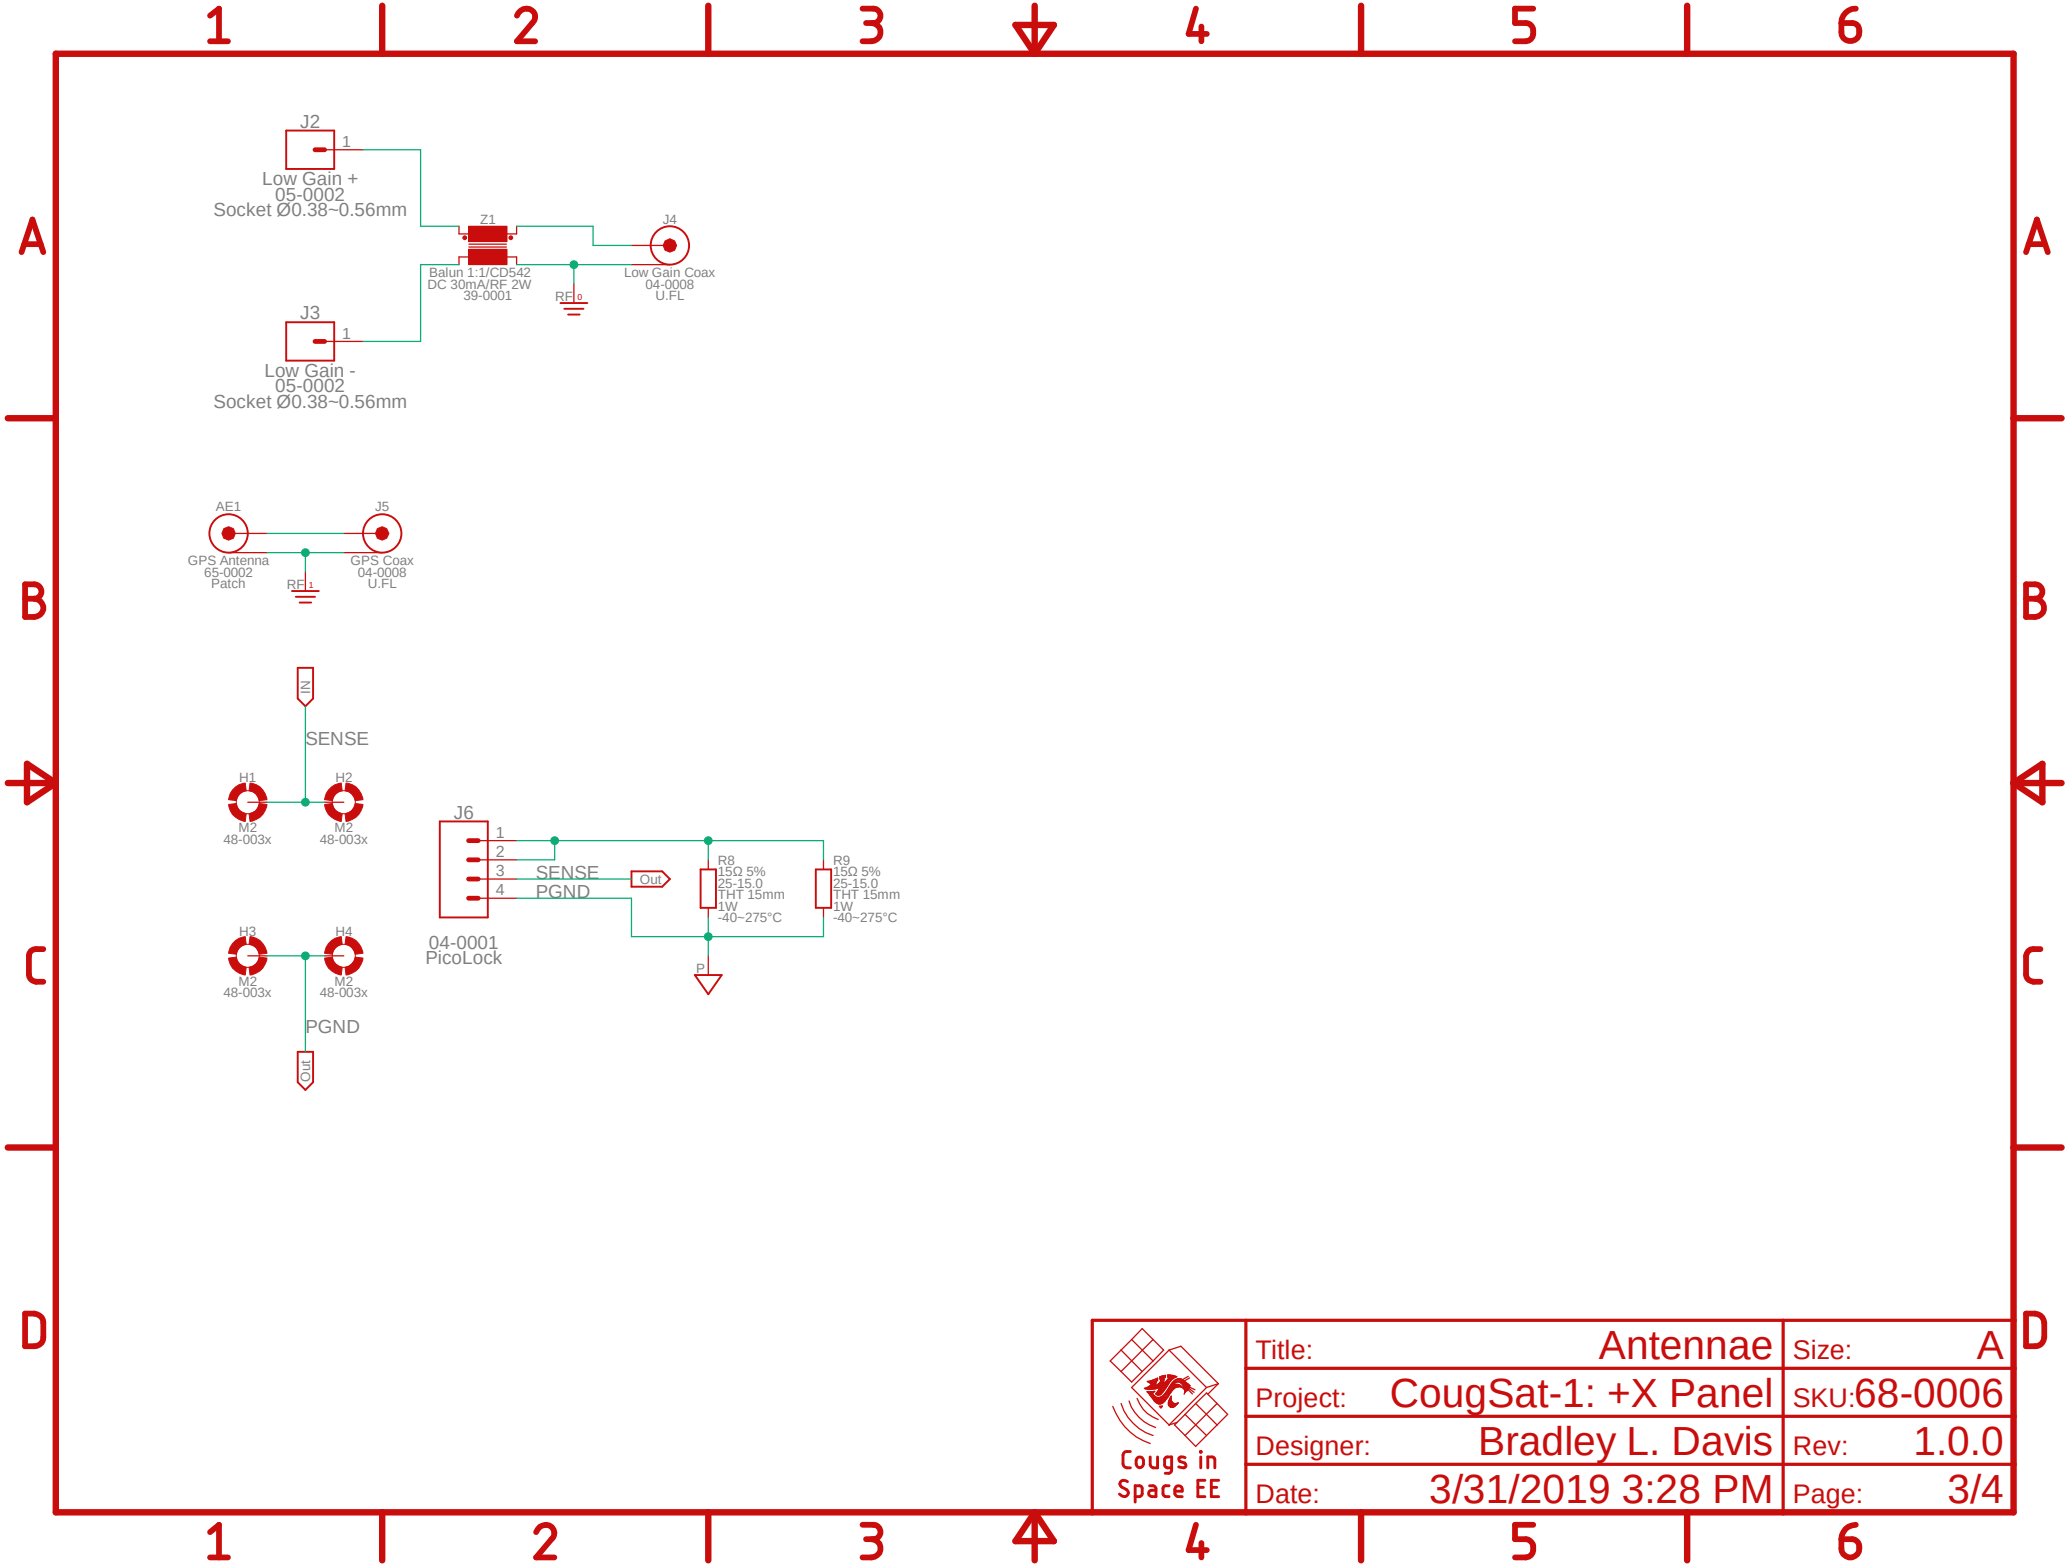 1 2 3 4 5 6
A A
B B
C C
D D
J2
1
Low Gain +
05-0002
Socket Ø0.38~0.56mm
Z1
Balun 1:1/CD542
DC 30mA/RF 2W
39-0001
J4
Low Gain Coax
04-0008
U.FL
RF 0
J3
1
Low Gain -
05-0002
Socket Ø0.38~0.56mm
AE1
GPS Antenna
65-0002
Patch
J5
GPS Coax
04-0008
U.FL
RF 1
IN
SENSE
H1
M2
48-003x
H2
M2
48-003x
H3
M2
48-003x
H4
M2
48-003x
PGND
Out
J6
1
2
3
4
SENSE
PGND
Out
04-0001
PicoLock
R8
15Ω 5%
25-15.0
THT 15mm
1W
-40~275°C
R9
15Ω 5%
25-15.0
THT 15mm
1W
-40~275°C
P
Cougs in
Space EE
Title: Antennae Size: A
Project: CougSat-1: +X Panel SKU: 68-0006
Designer: Bradley L. Davis Rev: 1.0.0
Date: 3/31/2019 3:28 PM Page: 3/4
1 2 3 4 5 6